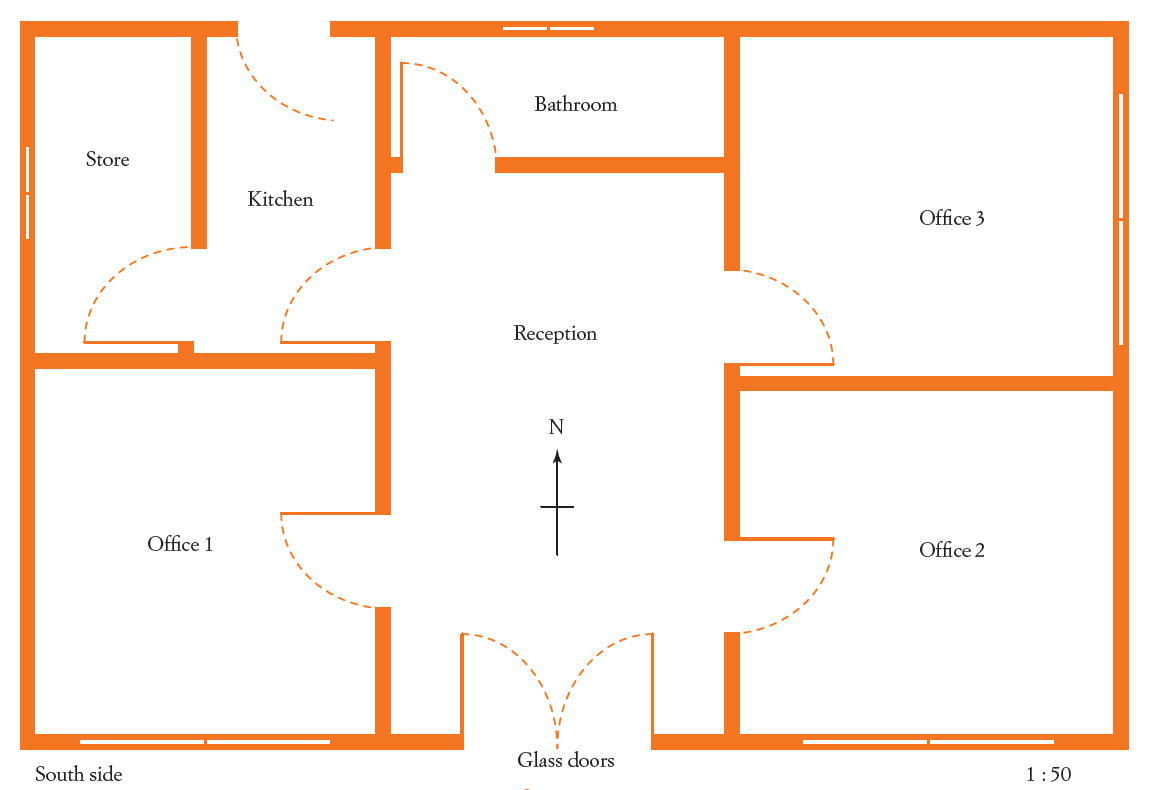 Bathroom
Store
Kitchen
Office 3
Reception
N
Office 1
Office 2
Glass doors
South side
1 : 50